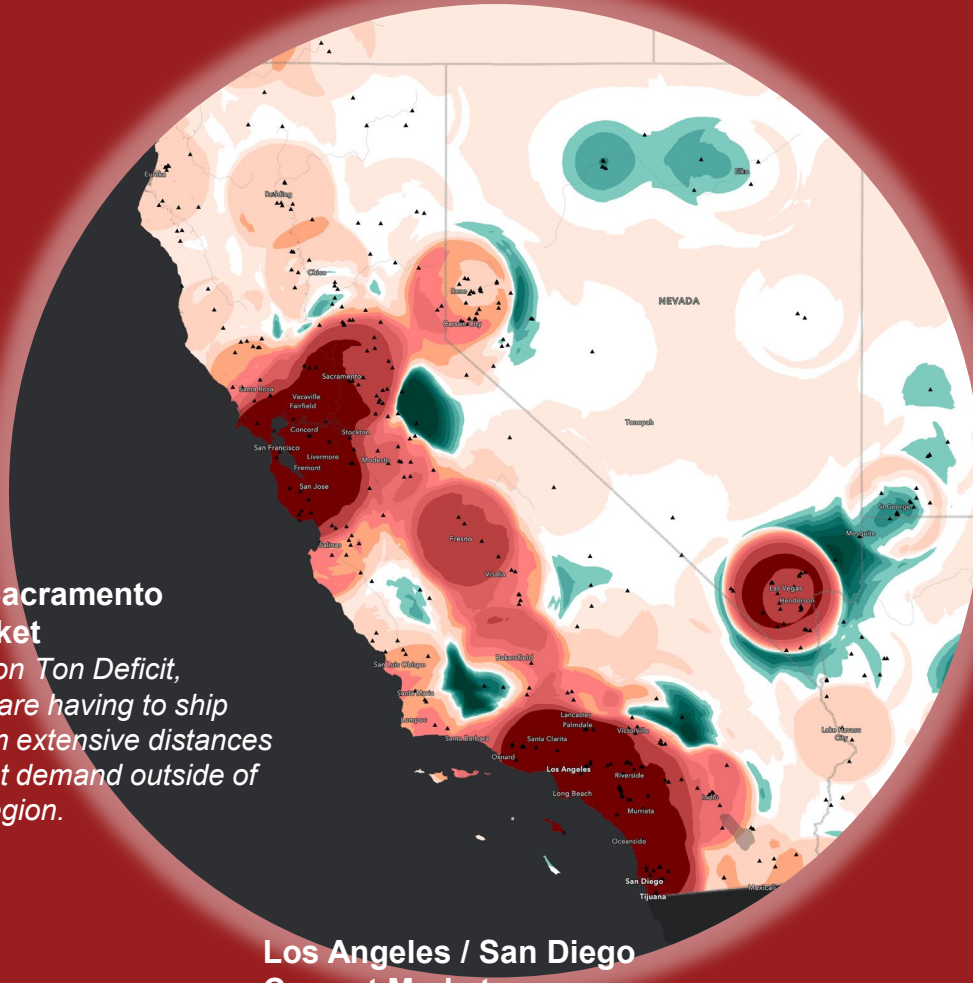 Eureka
Redding
Elko
Chico
Reno
Carson City
NEVADA
Sacramento
Santa Rosa
Vacaville
Fairfield
Concord
Stockton
San Francisco
Livermore
Modesto
Fremont
San Jose
Tonopah
Salinas
Fresno
Visalia
St George
Mesquite
Las Vegas
Henderson
acramento
ket
on Ton Deficit,
are having to ship
n extensive distances
t demand outside of
egion.
San Luis Obispo
Bakersfield
Santa Maria
Lompoc
Santa Barbara
Lancaster
Palmdale
Santa Clarita
Victorville
Oxnard
Los Angeles
Riverside
Long Beach
Indio
Murrieta
Oceanside
San Diego
Tijuana
Mexicali
Lake Havasu
City
Los Angeles / San Diego